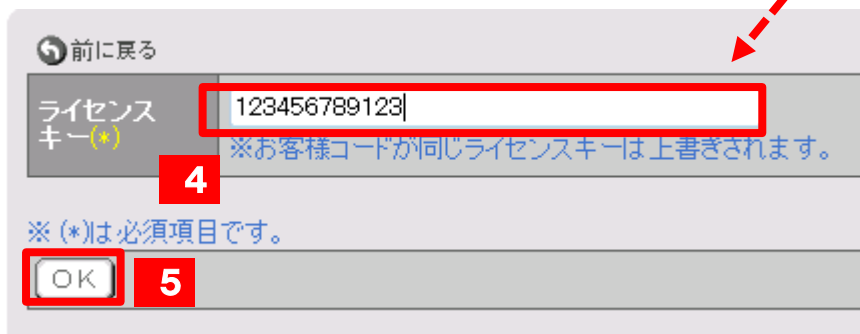 前に戻る
ライセンス
キー(*)
123456789123
※お客様コードが同じライセンスキーは上書きされます。
4
※ (*)は必須項目です。
OK
5